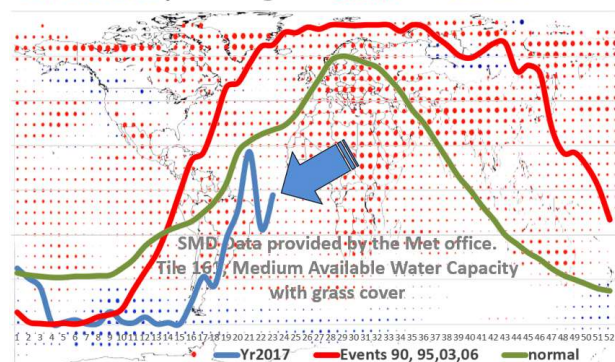 SMD Data provided by the Met office.
Medium Available Water Capacity
with grass cover
1 2 3 4 5 6 7 8 9 10 11 12 13 14 15 16 17 18 19 20 21 22 23 24 25 26 27 28 29 30 31 32 33 34 35 36 37 38 39 40 41 42 43 44 45 46 47 48 49 50 51
Yr2017 Events 90, 95,03,06 normal